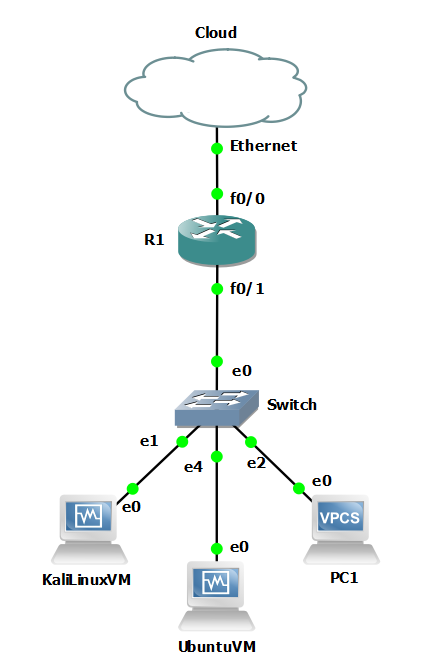 Cloud
Ethernet
f0/0
R1
f0/1
e0
Switch
e1
e4
e2
e0
e0
VPCS
KaliLinuxVM
e0
PC1
UbuntuVM